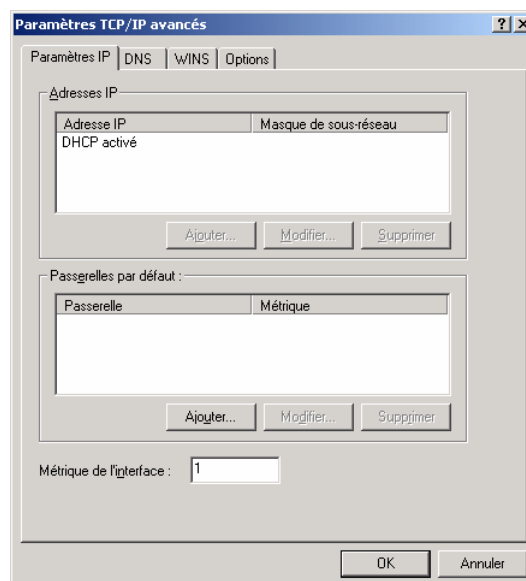 Paramètres TCP/IP avancés
Paramètres IP DNS WINS Options
Adresses IP
Adresse IP Masque de sous-réseau
DHCP activé
Ajouter... Modifier... Supprimer
Passerelles par défaut :
Passerelle Métrique
Ajouter... Modifier... Supprimer
Métrique de l'interface : 1
OK Annuler